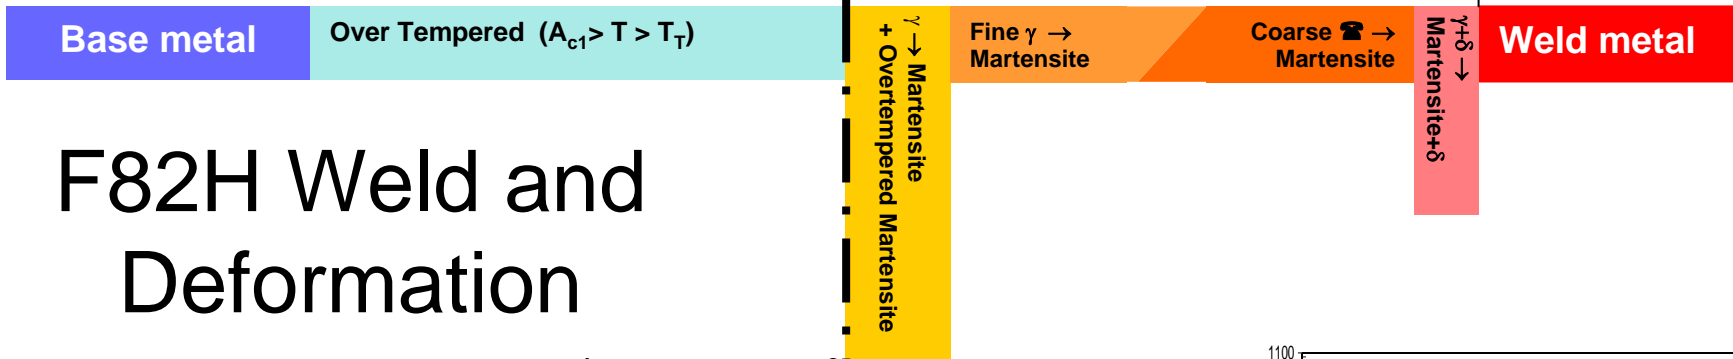 Base metal
Over Tempered (Ac1> T > TT)
γ → Martensite
+ Overtempered Martensite
Fine γ →
Martensite
Coarse ☎ →
Martensite
γ+δ →
Martensite+δ
Weld metal
F82H Weld and
Deformation
1100